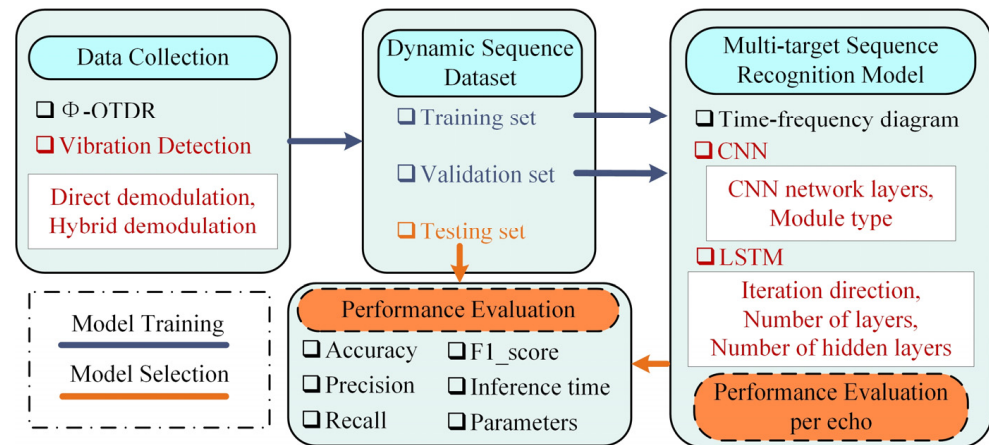 Data Collection
Φ-OTDR
Vibration Detection
Direct demodulation,
Hybrid demodulation
Dynamic Sequence
Dataset
Training set
Validation set
Testing set
Multi-target Sequence
Recognition Model
Time-frequency diagram
CNN
CNN network layers,
Module type
LSTM
Iteration direction,
Number of layers,
Number of hidden layers
Performance Evaluation
per echo
Model Training
Model Selection
Performance Evaluation
Accuracy
F1_score
Precision
Inference time
Recall
Parameters